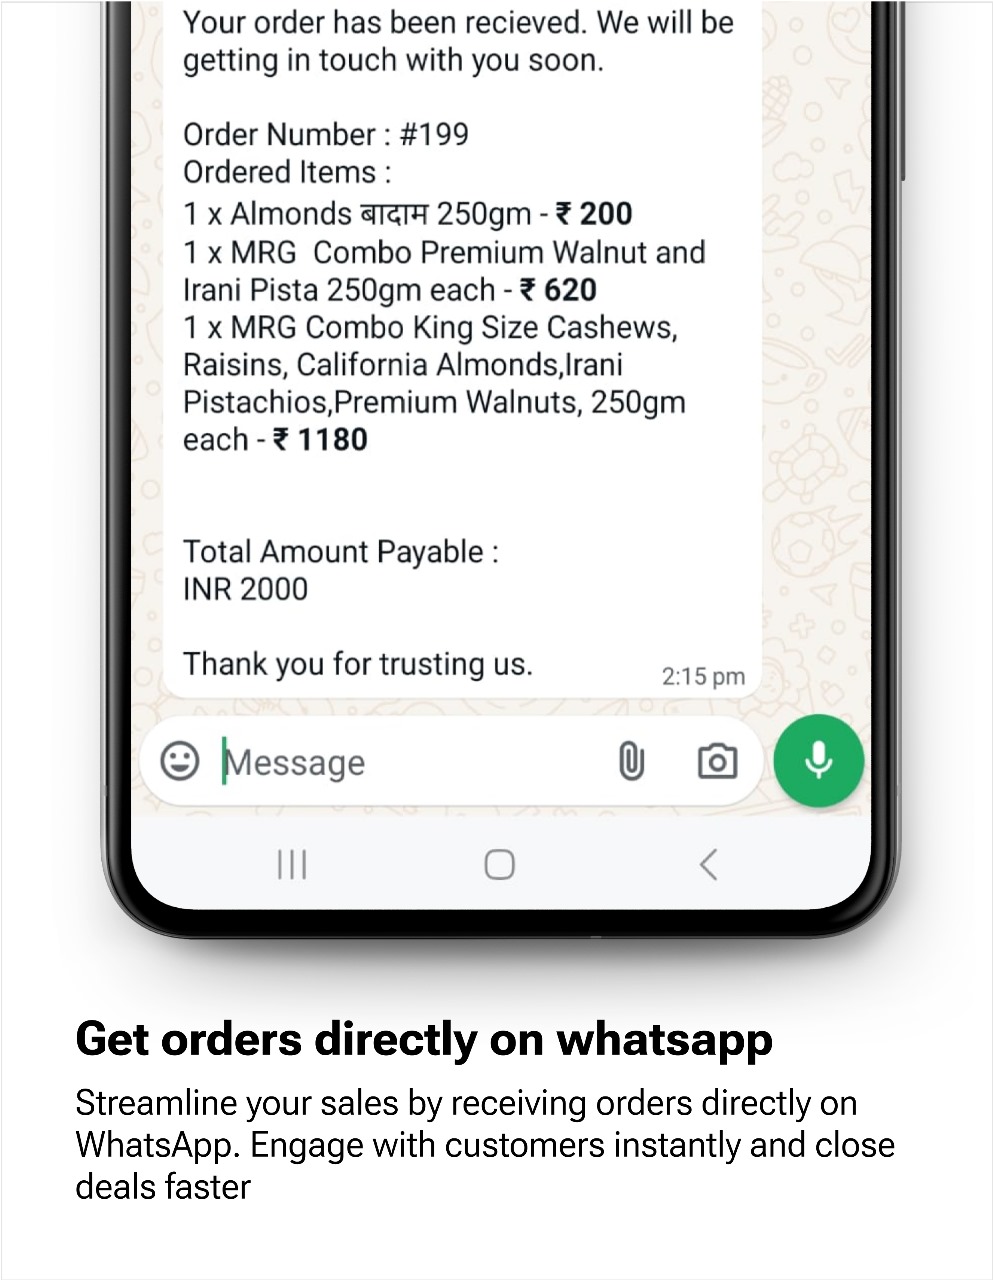 Your order has been recieved. We will be
getting in touch with you soon.
Order Number : #199
Ordered Items :
1 x Almonds बादाम 250gm - ₹ 200
1 x MRG  Combo Premium Walnut and
Irani Pista 250gm each - ₹ 620
1 x MRG Combo King Size Cashews,
Raisins, California Almonds,Irani
Pistachios,Premium Walnuts, 250gm
each - ₹ 1180
Total Amount Payable :
INR 2000
Thank you for trusting us.
2:15 pm
Message
Get orders directly on whatsapp
Streamline your sales by receiving orders directly on
WhatsApp. Engage with customers instantly and close
deals faster